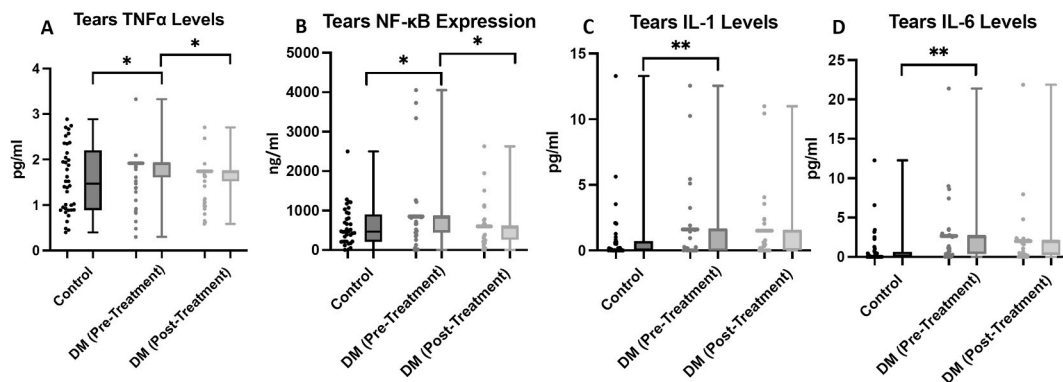 A
Tears TNFα Levels
*
*
pg/ml
4
3
2
1
0
Control
DM (Pre-Treatment)
DM (Post-Treatment)
B
Tears NF-κB Expression
*
*
ng/ml
5000
4000
3000
2000
1000
0
Control
DM (Pre-Treatment)
DM (Post-Treatment)
C
Tears IL-1 Levels
**
pg/ml
15
10
5
0
Control
DM (Pre-Treatment)
DM (Post-Treatment)
D
Tears IL-6 Levels
**
pg/ml
25
20
15
10
5
0
Control
DM (Pre-Treatment)
DM (Post-Treatment)